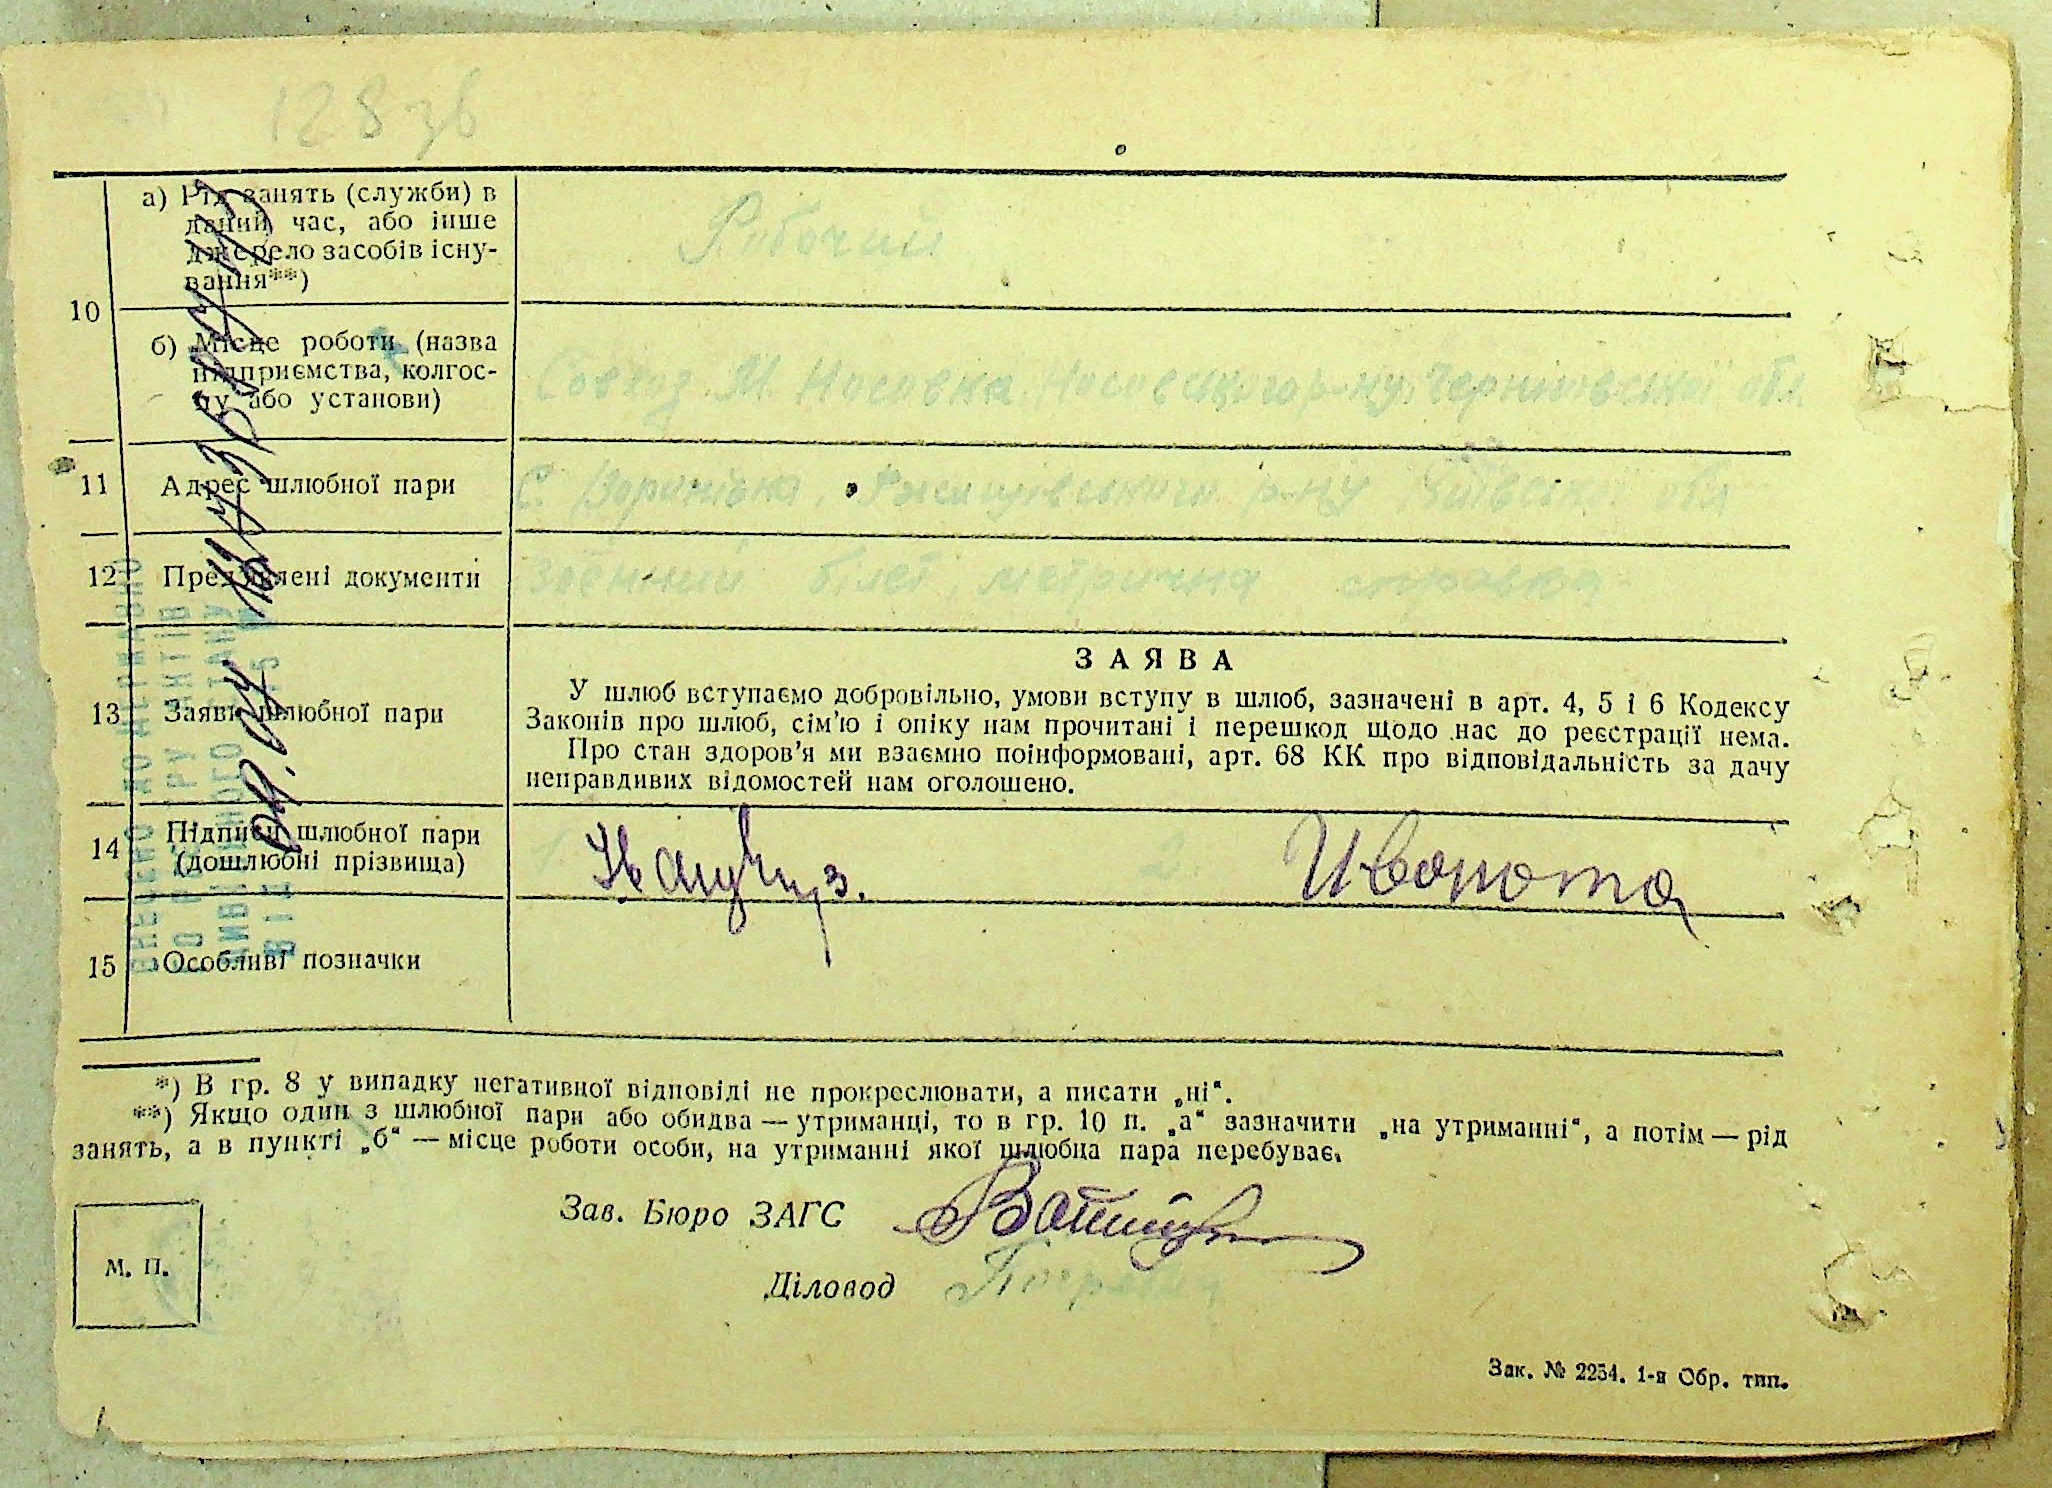 128 зв
а) Рід занять (служби) в
даний час, або інше
джерело засобів існу-
вання**)
Робочий
10
б) Місце роботи (назва
підприємства, колгос-
пу або установи)
Совхоз М. Носівка Носівського р-ну Чернігівської обл.
11 Адрес шлюбної пари
С. р-ну обл
12 Пред'явлені документи
Воєнний білет метрична справка
ЗАЯВА
13 Заяви шлюбної пари
У шлюб вступаємо добровільно, умови вступу в шлюб, зазначені в арт. 4, 5 і 6 Кодексу
Законів про шлюб, сім'ю і опіку нам прочитані і перешкод щодо нас до реєстрації нема.
Про стан здоров'я ми взаємно поінформовані, арт. 68 КК про відповідальність за дачу
неправдивих відомостей нам оголошено.
14 Підписи шлюбної пари
(дошлюбні прізвища)
1 2.
15 Особливі позначки
*) В гр. 8 у випадку негативної відповіді не прокреслювати, а писати „ні“.
**) Якщо один з шлюбної пари або обидва — утриманці, то в гр. 10 п. „а“ зазначити „на утриманні“, а потім — рід
занять, а в пункті „б“ — місце роботи особи, на утриманні якої шлюбна пара перебуває.
Зав. Бюро ЗАГС
М. П.
Діловод
Зак. № 2254. 1-я Обр. тип.